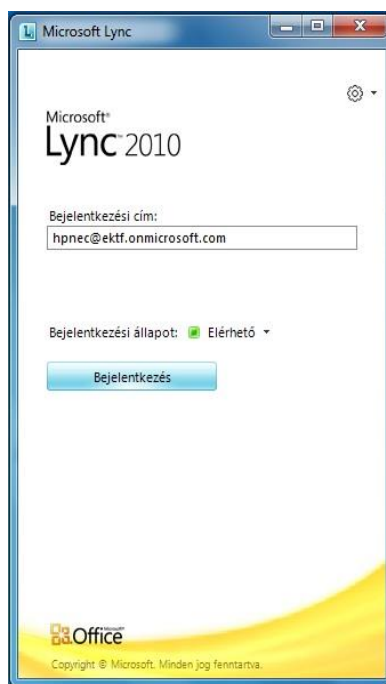 Microsoft Lync
Microsoft®
Lync™ 2010
Bejelentkezési cím:
hpnec@ektf.onmicrosoft.com
Bejelentkezési állapot: Elérhető
Bejelentkezés
Microsoft®
Office
Copyright © Microsoft. Minden jog fenntartva.